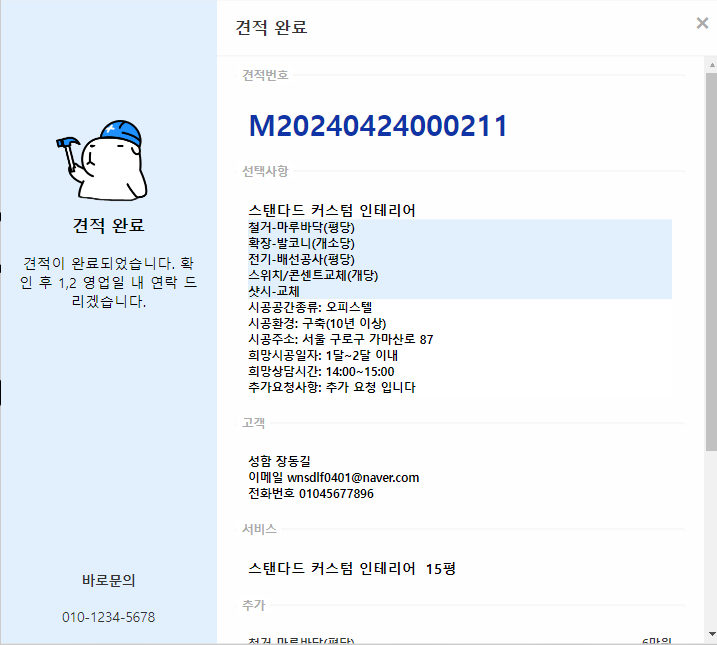 견적 완료
견적이 완료되었습니다. 확
인 후 1,2 영업일 내 연락 드
리겠습니다.
바로문의
010-1234-5678
견적 완료
×
견적번호
M20240424000211
선택사항
스탠다드 커스텀 인테리어
철거-마루바닥(평당)
확장-발코니(개소당)
전기-배선공사(평당)
스위치/콘센트교체(개당)
샷시-교체
시공공간종류: 오피스텔
시공환경: 구축(10년 이상)
시공주소: 서울 구로구 가마산로 87
희망시공일자: 1달~2달 이내
희망상담시간: 14:00~15:00
추가요청사항: 추가 요청 입니다
고객
성함 장동길
이메일 wnsdlf0401@naver.com
전화번호 01045677896
서비스
스탠다드 커스텀 인테리어 15평
추가
철거-마루바닥(평당) 6만원